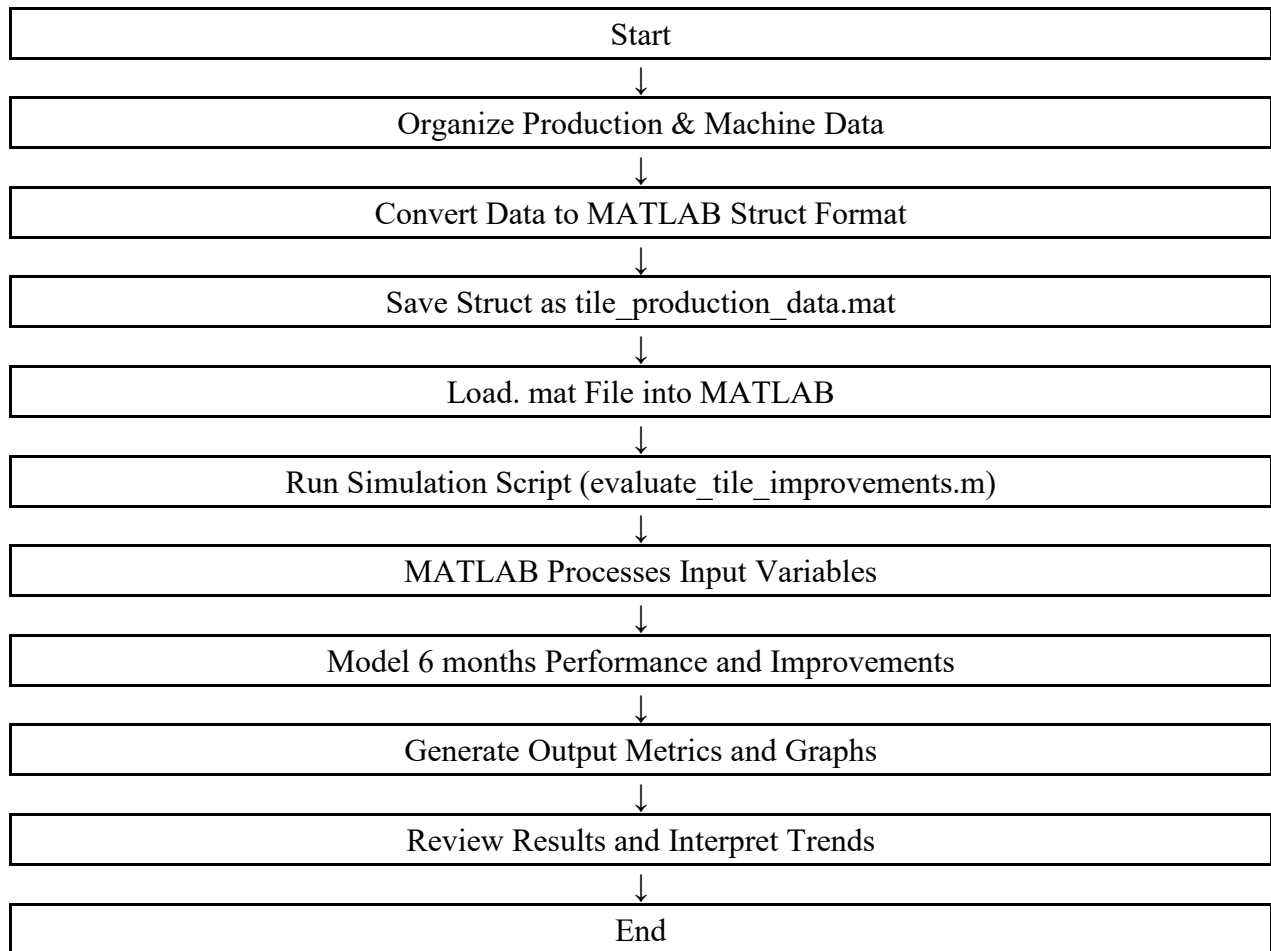 Start
↓
Organize Production & Machine Data
↓
Convert Data to MATLAB Struct Format
↓
Save Struct as tile_production_data.mat
↓
Load. mat File into MATLAB
↓
Run Simulation Script (evaluate_tile_improvements.m)
↓
MATLAB Processes Input Variables
↓
Model 6 months Performance and Improvements
↓
Generate Output Metrics and Graphs
↓
Review Results and Interpret Trends
↓
End